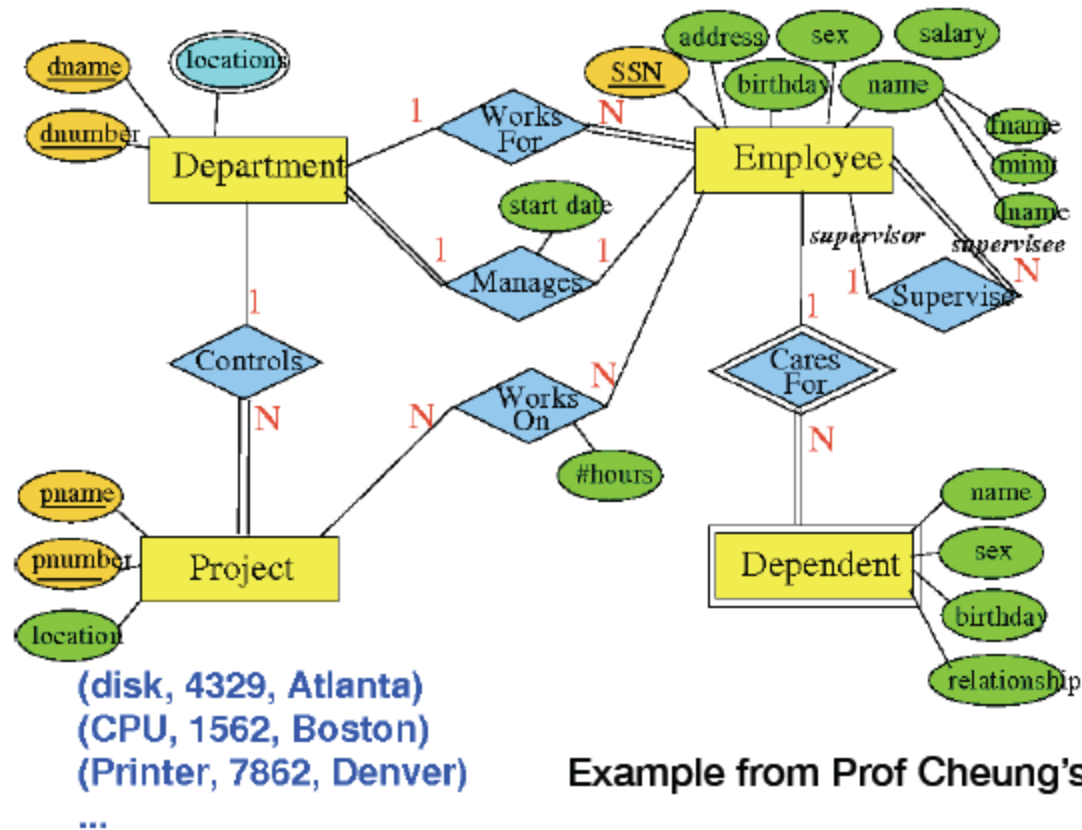 dname
locations
dnumber
Department
1
Works
For
N
SSN
address
sex
salary
birthday
name
fname
minit
lname
Employee
start date
1
Manages
1
supervisor
supervisee
1
Supervise
N
1
Controls
N
N
Works
On
N
#hours
1
Cares
For
N
pname
pnumber
location
Project
Dependent
name
sex
birthday
relationship
(disk, 4329, Atlanta)
(CPU, 1562, Boston)
(Printer, 7862, Denver)
...
Example from Prof Cheung's